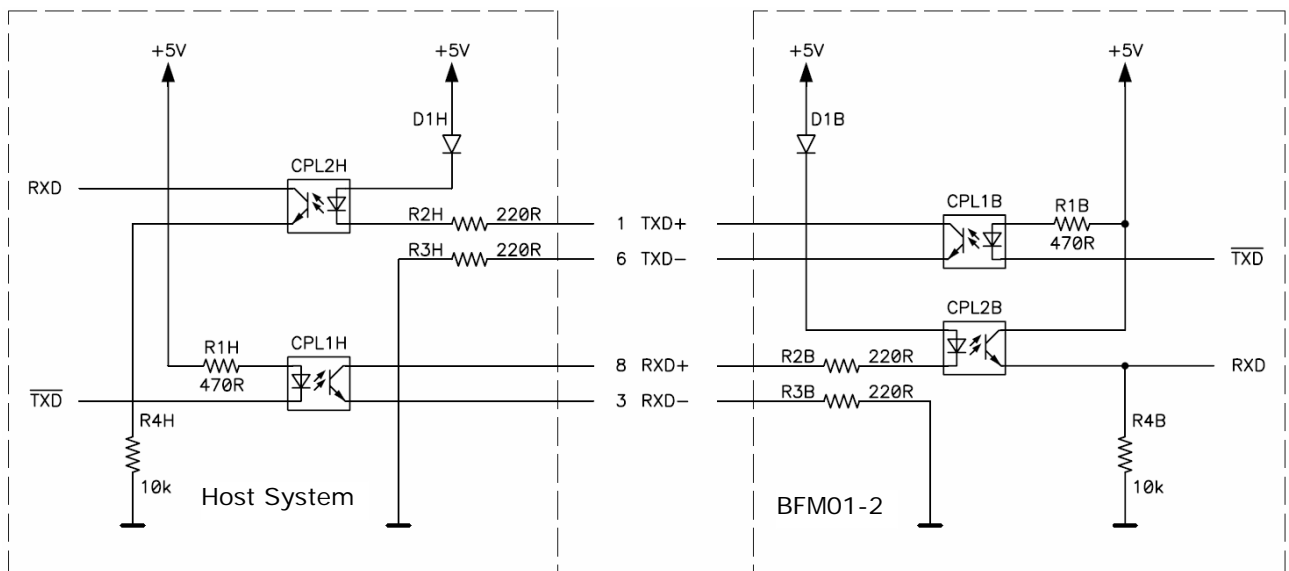 +5V
+5V
+5V
+5V
D1H
D1B
CPL2H
RXD
CPL1B
R1B
470R
R2H
220R
1 TXD+
R3H
220R
6 TXD-
TXD
CPL2B
R1H
470R
CPL1H
8 RXD+
R2B
220R
RXD
TXD
3 RXD-
R3B
220R
R4H
10k
R4B
10k
Host System
BFM01-2